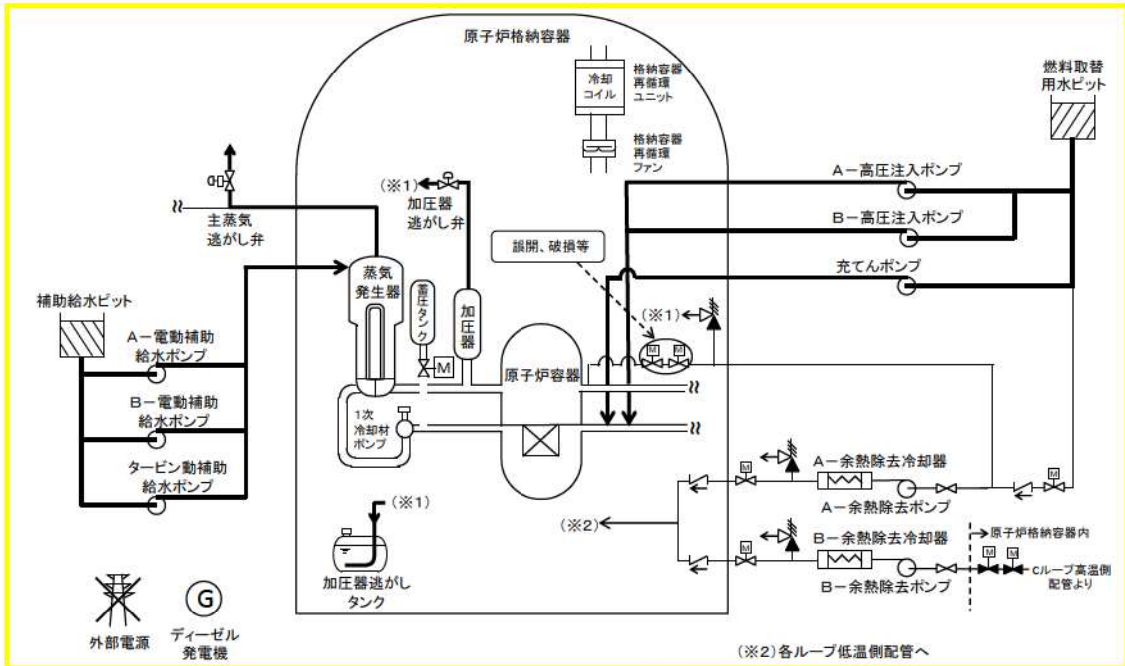 原子炉格納容器
冷却
コイル
格納容器
再循環
ユニット
格納容器
再循環
ファン
燃料取替
用水ピット
主蒸気
逃がし弁
(※1)
加圧器
逃がし弁
A-高圧注入ポンプ
B-高圧注入ポンプ
充てんポンプ
誤開、破損等
(※1)
蒸気
発生器
蓄圧タンク
加圧器
M
M
M
原子炉容器
1次
冷却材
ポンプ
補助給水ピット
A-電動補助
給水ポンプ
B-電動補助
給水ポンプ
タービン動補助
給水ポンプ
(※1)
加圧器逃がし
タンク
M
A-余熱除去冷却器
M
A-余熱除去ポンプ
(※2)
M
B-余熱除去冷却器
B-余熱除去ポンプ
原子炉格納容器内
M
M
Cループ高温側
配管より
外部電源
G
ディーゼル
発電機
(※2)各ループ低温側配管へ